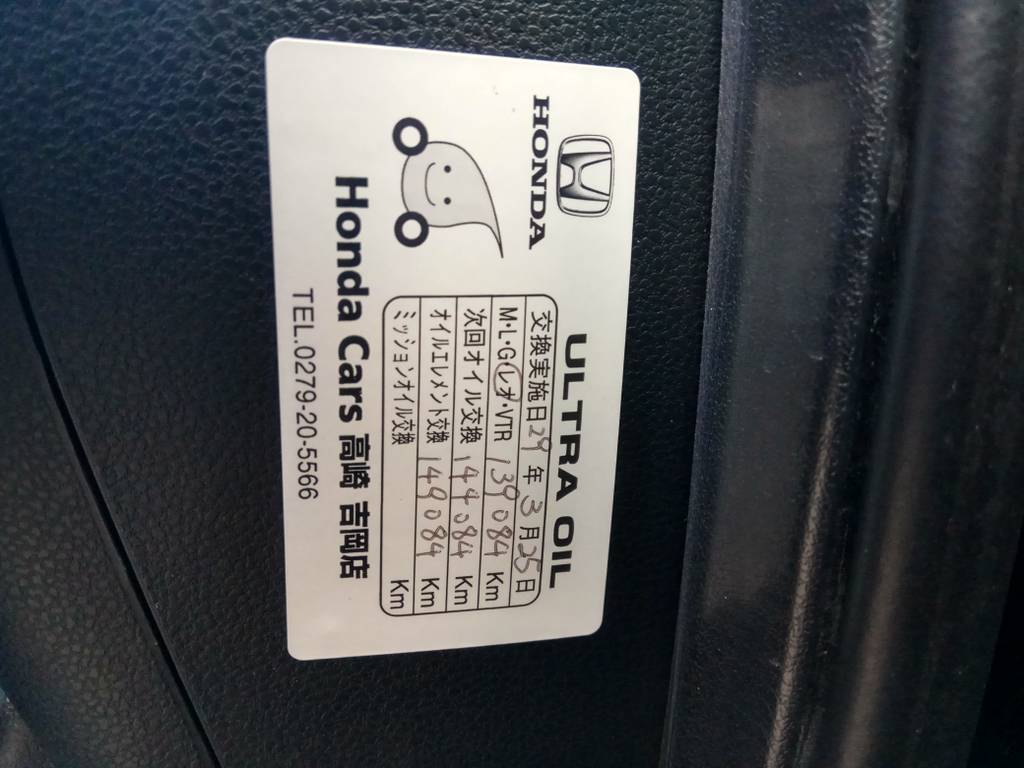 HONDA
ULTRA OIL
交換実施日 29年3月25日
M・L・G・レオ・VTR 139084 Km
次回オイル交換 144084 Km
オイルエレメント交換 149084 Km
ミッションオイル交換 Km
Honda Cars 高崎 吉岡店
TEL.0279-20-5566